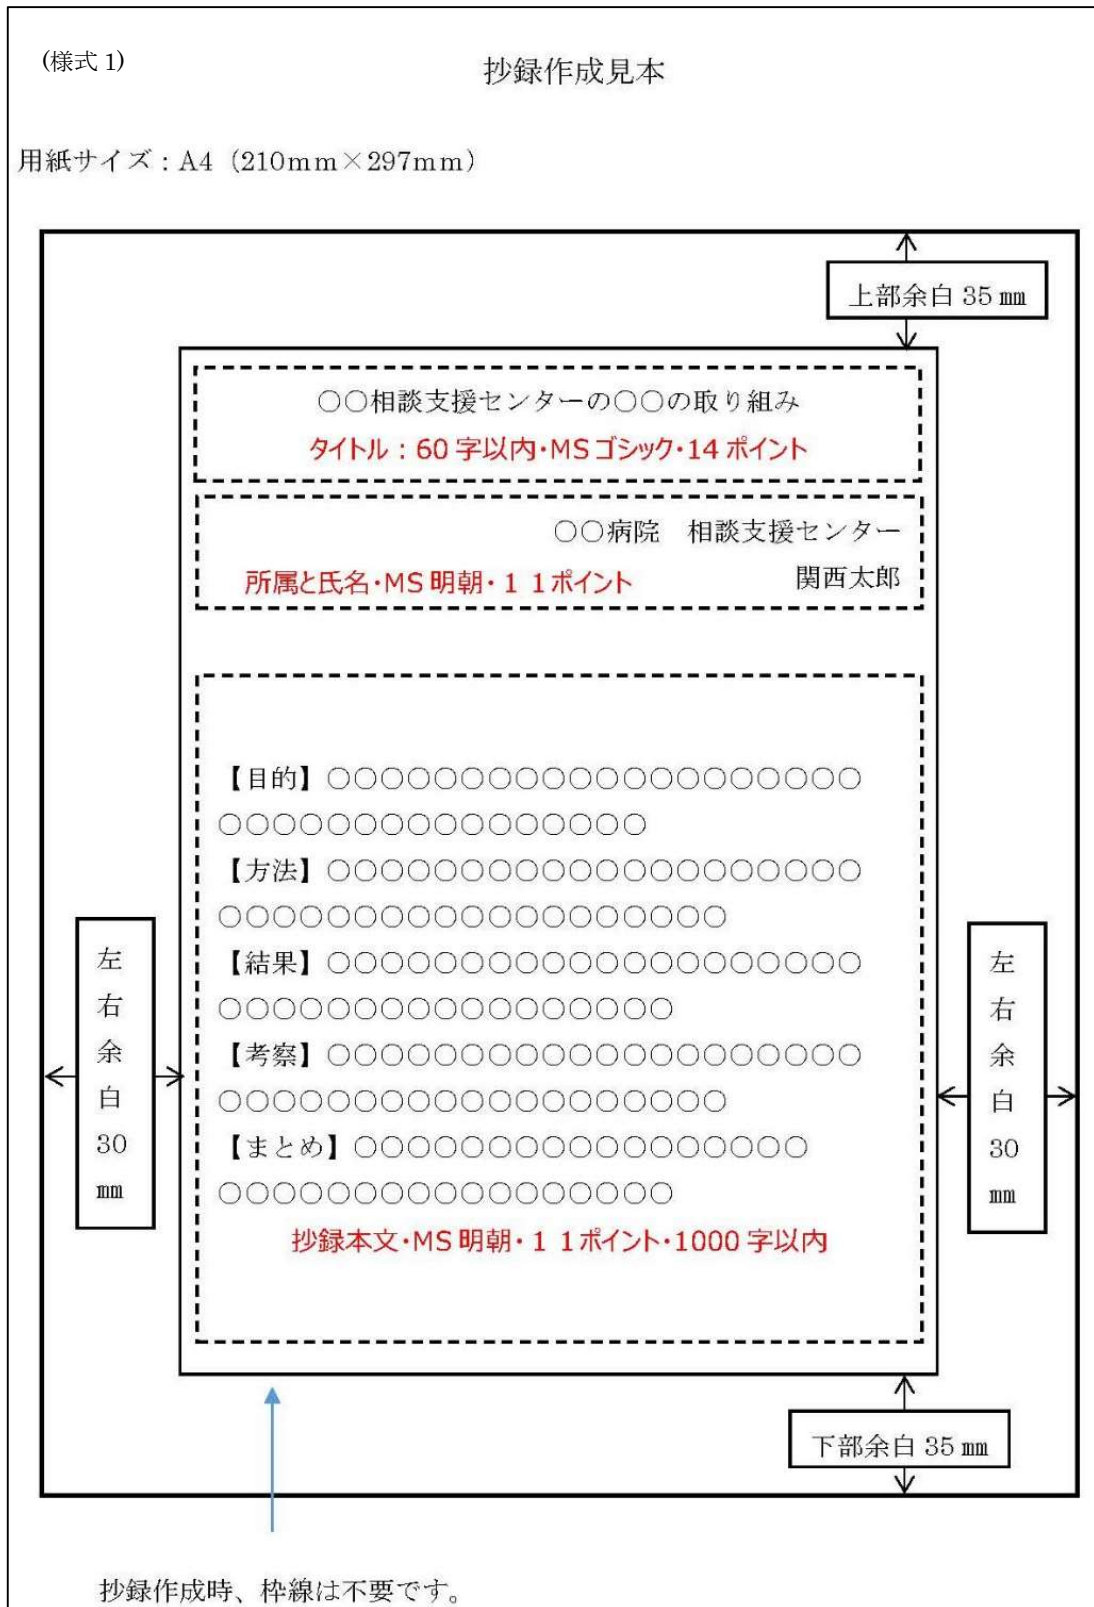 (様式 1)
抄録作成見本
用紙サイズ：A4（210mm×297mm）
上部余白 35 ㎜
○○相談支援センターの○○の取り組み
タイトル：60 字以内・MS ゴシック・14 ポイント
○○病院　相談支援センター
関西太郎
所属と氏名・MS 明朝・１１ポイント
【目的】○○○○○○○○○○○○○○○○○○○○
○○○○○○○○○○○○○○○○
【方法】○○○○○○○○○○○○○○○○○○○○
○○○○○○○○○○○○○○○○○○○
【結果】○○○○○○○○○○○○○○○○○○○○
○○○○○○○○○○○○○○○○○
【考察】○○○○○○○○○○○○○○○○○○○○
○○○○○○○○○○○○○○○○○○○
【まとめ】○○○○○○○○○○○○○○○○○
○○○○○○○○○○○○○○○○○
抄録本文・MS 明朝・１１ポイント・1000 字以内
左右余白 30 ㎜
左右余白 30 ㎜
下部余白 35 ㎜
抄録作成時、枠線は不要です。